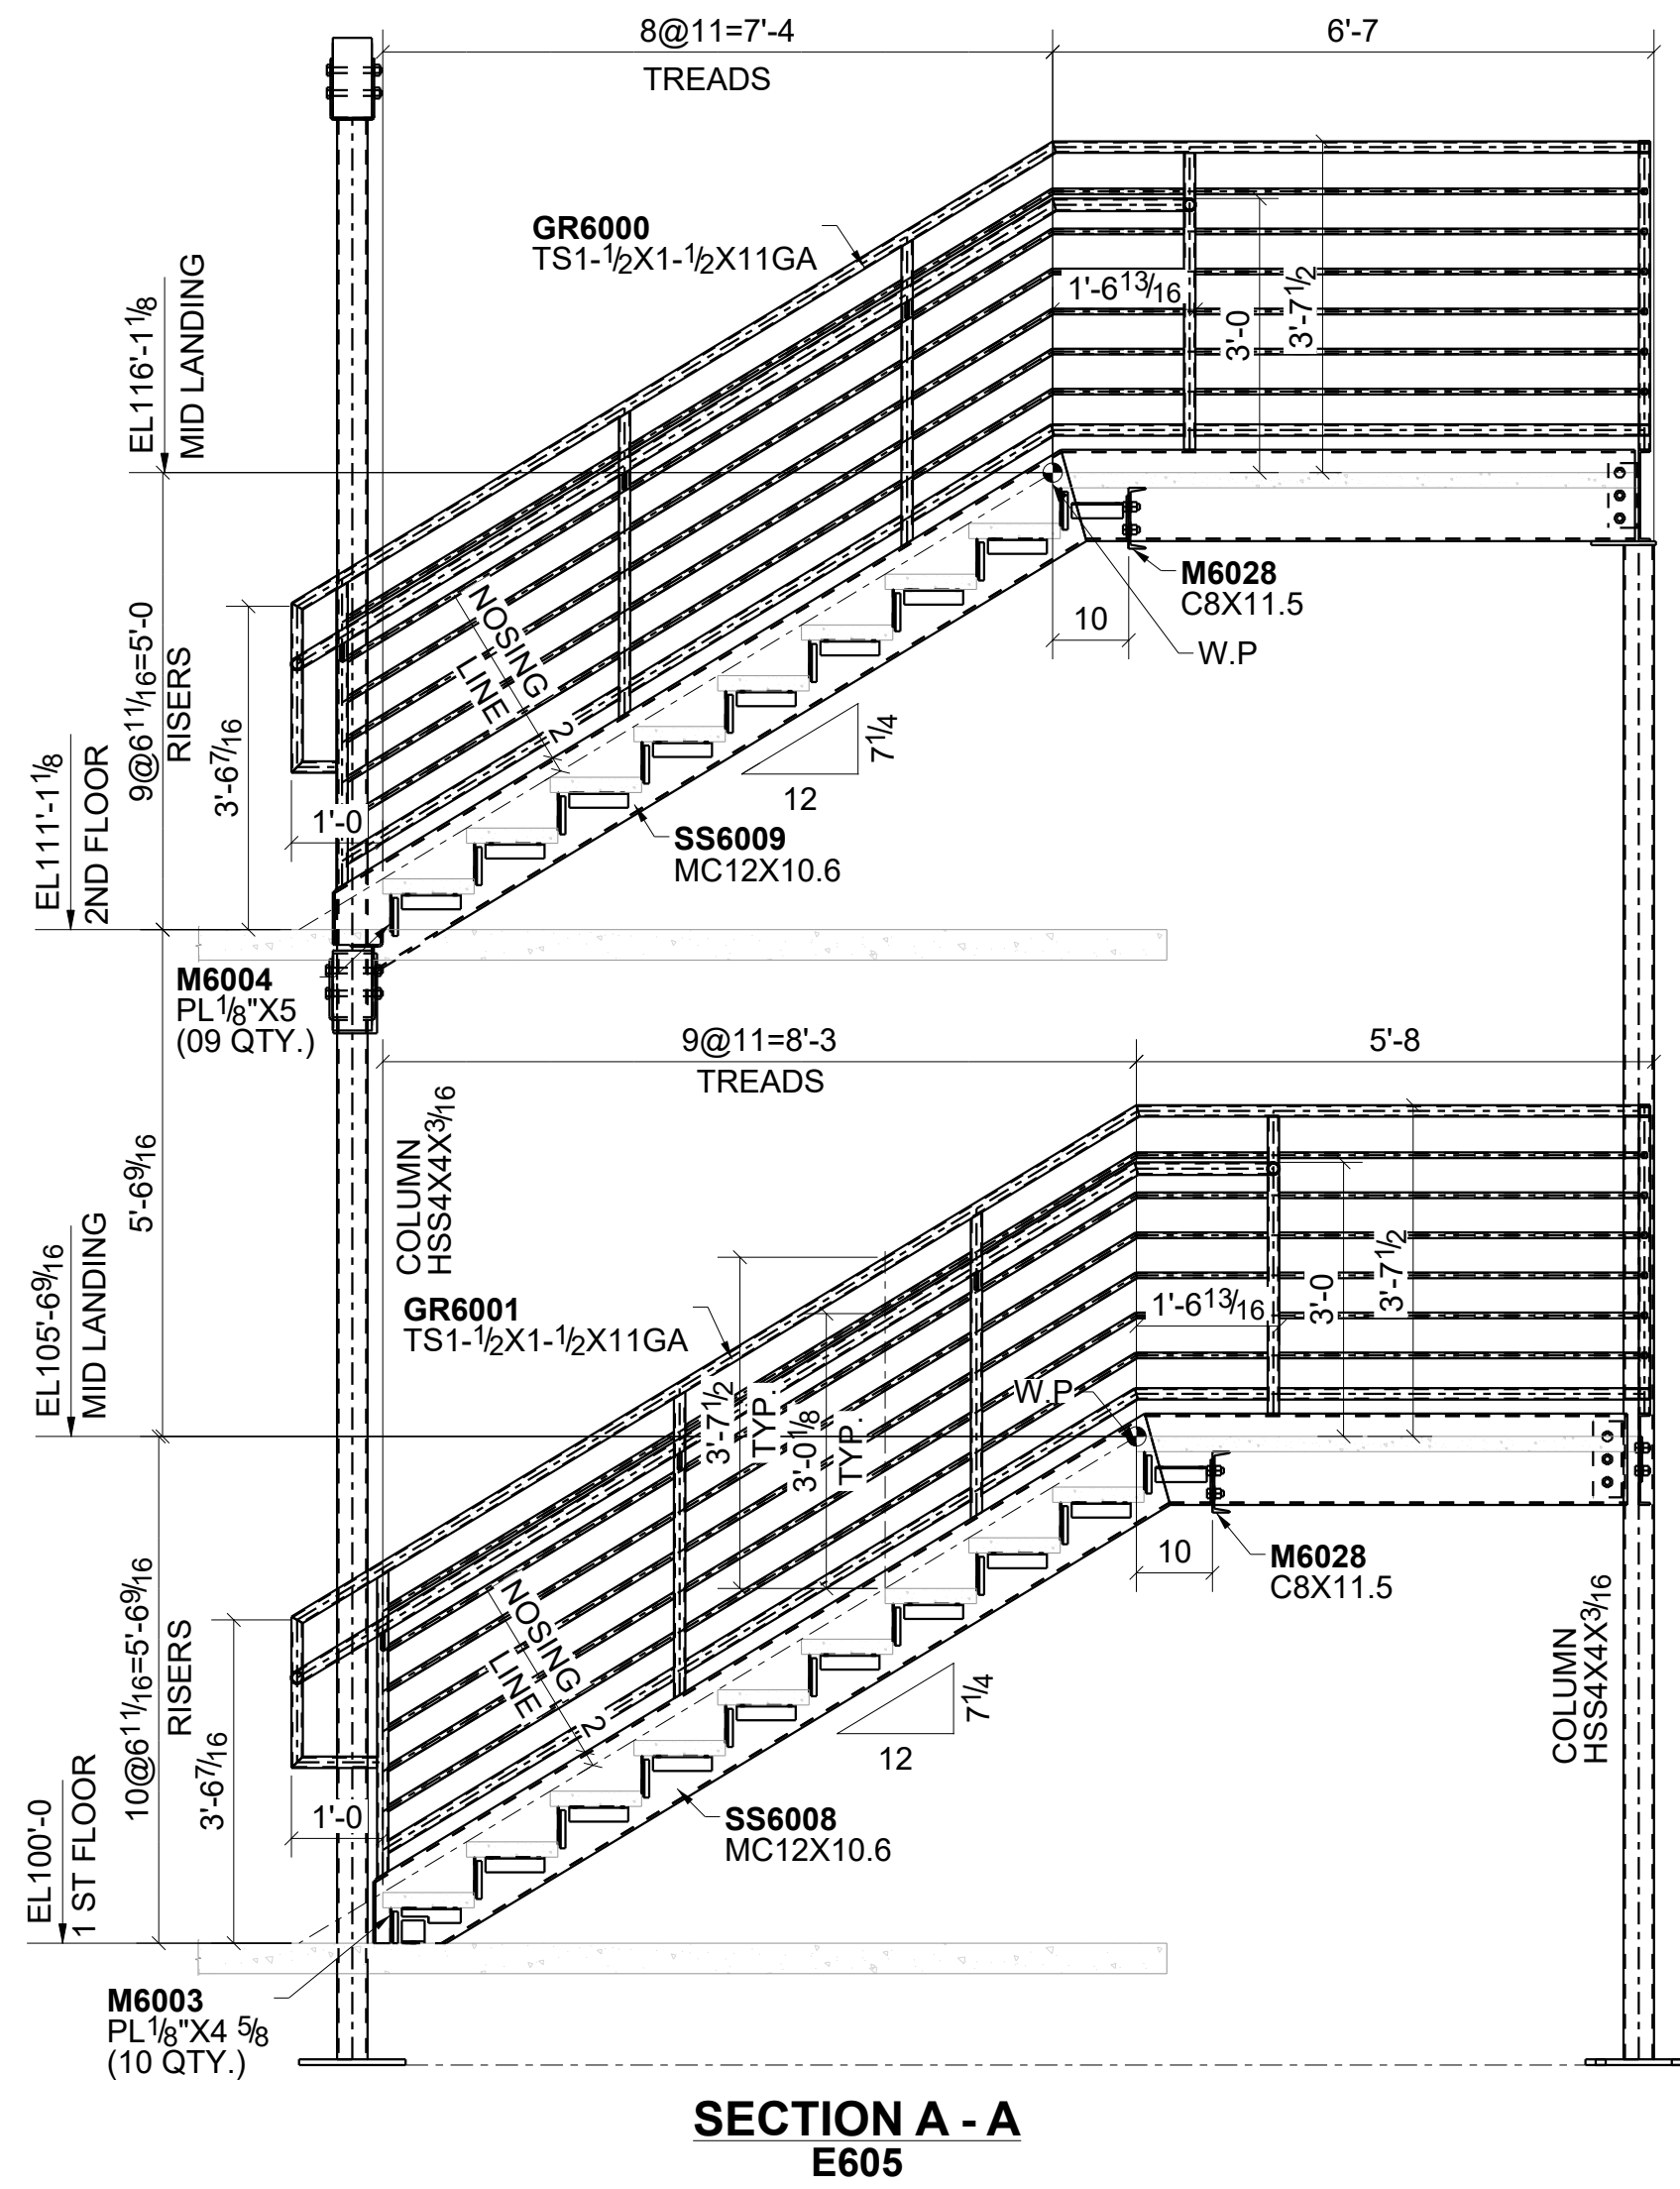 8@11=7'-4
TREADS
6'-7
GR6000
TS1-1/2X1-1/2X11GA
EL116'-1 1/8
MID LANDING
1'-6 13/16
3'-0
3'-7 1/2
M6028
C8X11.5
10
W.P
NOSING
LINE
2
9@6 11/16=5'-0
RISERS
3'-6 7/16
7 1/4
12
1'-0
SS6009
MC12X10.6
EL111'-1 1/8
2ND FLOOR
M6004
PL1/8"X5
(09 QTY.)
9@11=8'-3
TREADS
5'-8
COLUMN
HSS4X4X3/16
5'-6 9/16
EL105'-6 9/16
MID LANDING
GR6001
TS1-1/2X1-1/2X11GA
3'-7 1/2
TYP.
3'-0 1/8
TYP.
W.P
1'-6 13/16
3'-0
3'-7 1/2
10
M6028
C8X11.5
COLUMN
HSS4X4X3/16
NOSING
LINE
2
10@6 11/16=5'-6 9/16
RISERS
3'-6 7/16
7 1/4
12
1'-0
SS6008
MC12X10.6
EL100'-0
1 ST FLOOR
M6003
PL1/8"X4 5/8
(10 QTY.)
SECTION A - A
E605